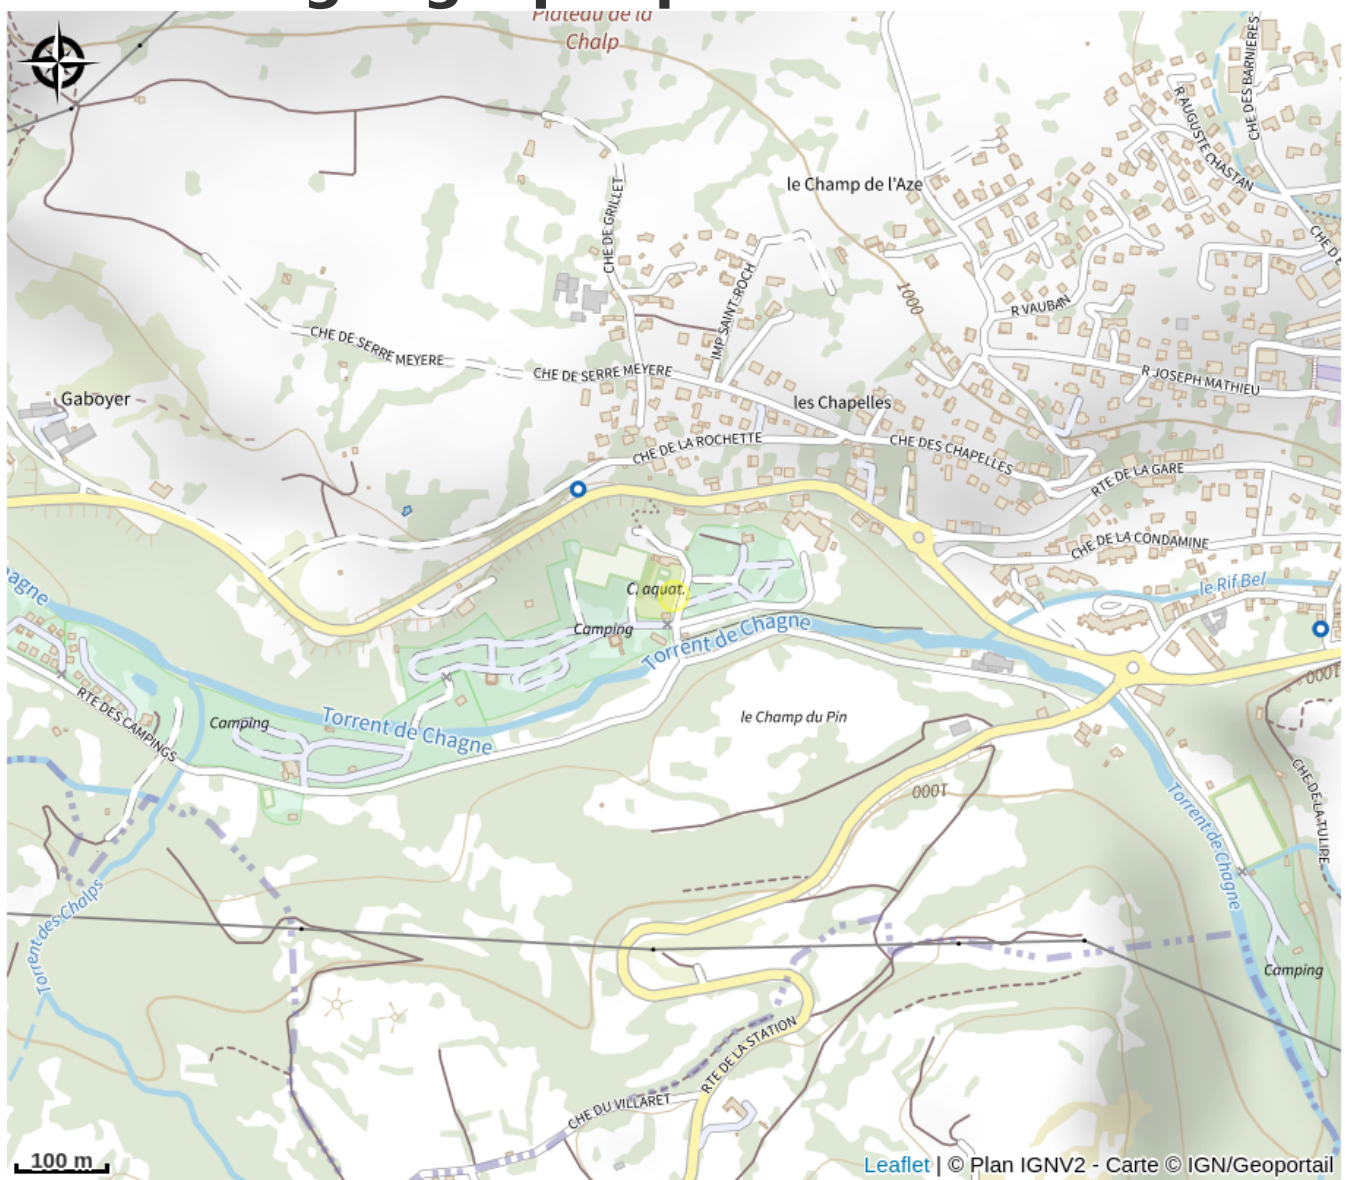 Plateau de la
Chalp
CHE DES BARNIERES
R AUGUSTE CHASTAN
le Champ de l'Aze
CHE DE GRILLET
CHE D E
IMP SAINT-ROCH
1000
R VAUBAN
CHE DE SERRE MEYERE
CHE DE SERRE MEYERE
R JOSEPH MATHIEU
Gaboyer
les Chapelles
CHE DE LA ROCHETTE
CHE DES CHAPELLES
RTE DE LA GARE
CHE DE LA CONDAMINE
le Rif Bel
agne
C. aquat.
Camping
Torrent de Chagne
1000
RTE DES CAMPINGS
Camping
Torrent de Chagne
le Champ du Pin
1000
CHE DE LA TULIPE
Torrent de Chagne
Torrent des Chalps
Camping
RTE DE LA STATION
CHE DU VILLARET
100 m
Leaflet | © Plan IGNV2 - Carte © IGN/Geoportail